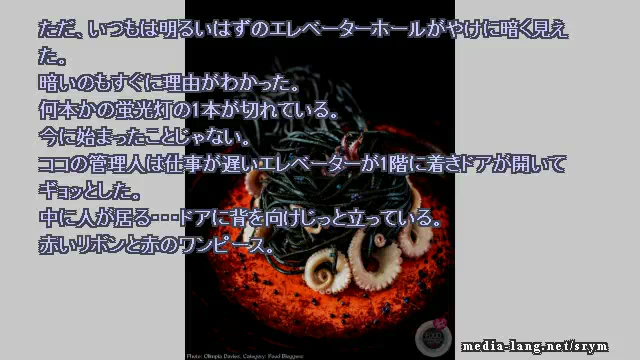 ただ、いつもは明るいはずのエレベーターホールがやけに暗く見え
た。
暗いのもすぐに理由がわかった。
何本かの蛍光灯の1本が切れている。
今に始まったことじゃない。
ココの管理人は仕事が遅いエレベーターが1階に着きドアが開いて
ギョッとした。
中に人が居る・・・ドアに背を向けじっと立っている。
赤いリボンと赤のワンピース。
Photo: Olimpia Davies, Category: Food Bloggers
media-lang.net/srym